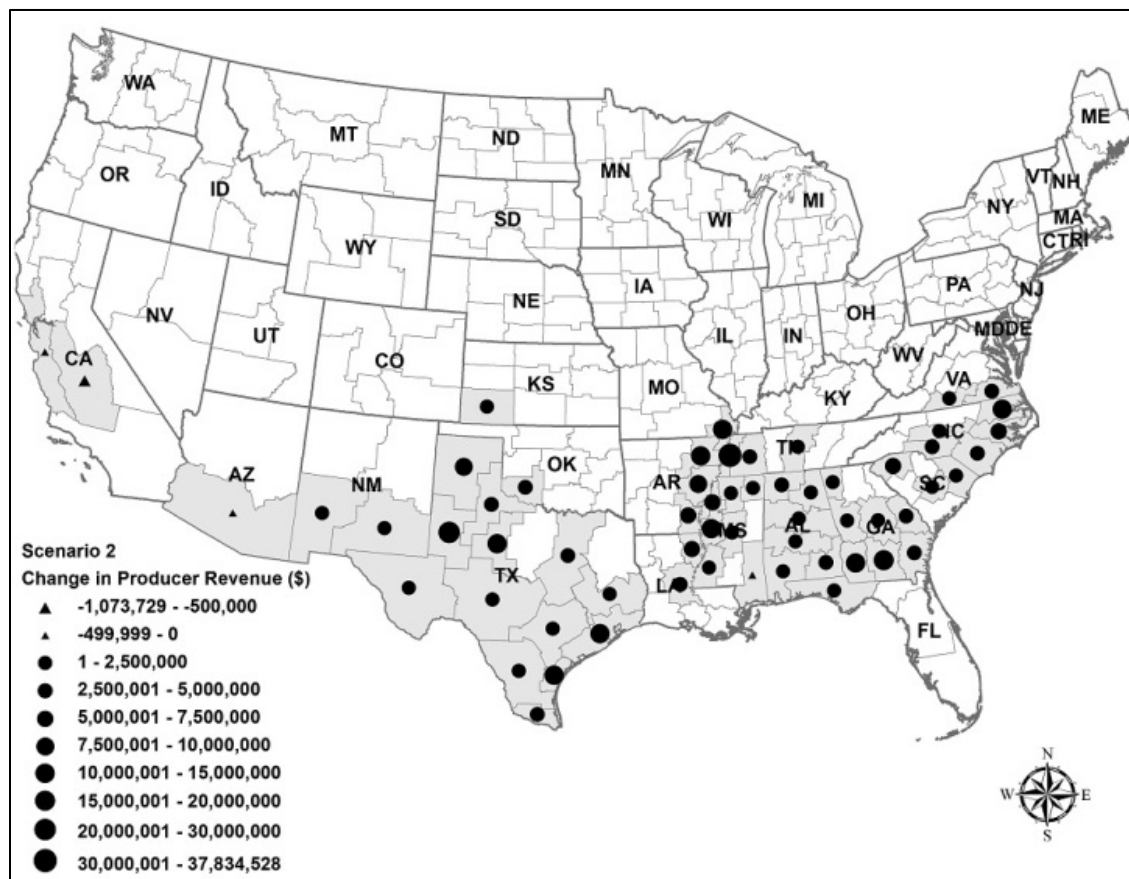 WA
MT
ND
MN
ME
OR
ID
SD
WI
MI
NY
VT
NH
MA
CT
RI
WY
NE
IA
PA
NJ
NV
UT
CO
KS
MO
IL
IN
OH
WV
MD
DE
VA
KY
CA
AZ
NM
OK
AR
NC
SC
TX
LA
MS
AL
GA
FL
Scenario 2
Change in Producer Revenue ($)
-1,073,729 - -500,000
-499,999 - 0
1 - 2,500,000
2,500,001 - 5,000,000
5,000,001 - 7,500,000
7,500,001 - 10,000,000
10,000,001 - 15,000,000
15,000,001 - 20,000,000
20,000,001 - 30,000,000
30,000,001 - 37,834,528
N
W
E
S